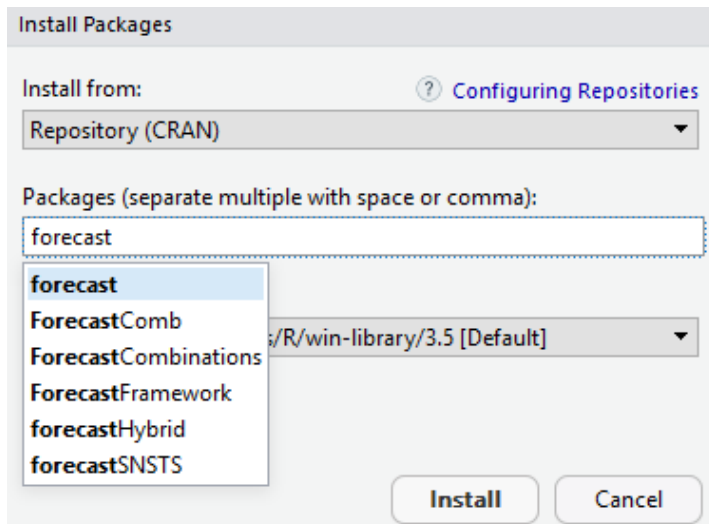 Install Packages
Install from:
? Configuring Repositories
Repository (CRAN)
Packages (separate multiple with space or comma):
forecast
forecast
ForecastComb
s/R/win-library/3.5 [Default]
ForecastCombinations
ForecastFramework
forecastHybrid
forecastSNSTS
Install
Cancel